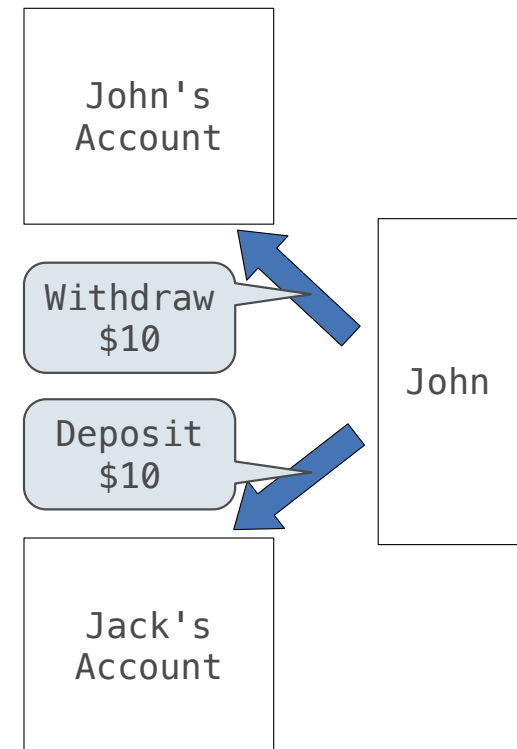 John's
Account
Withdraw
$10
John
Deposit
$10
Jack's
Account